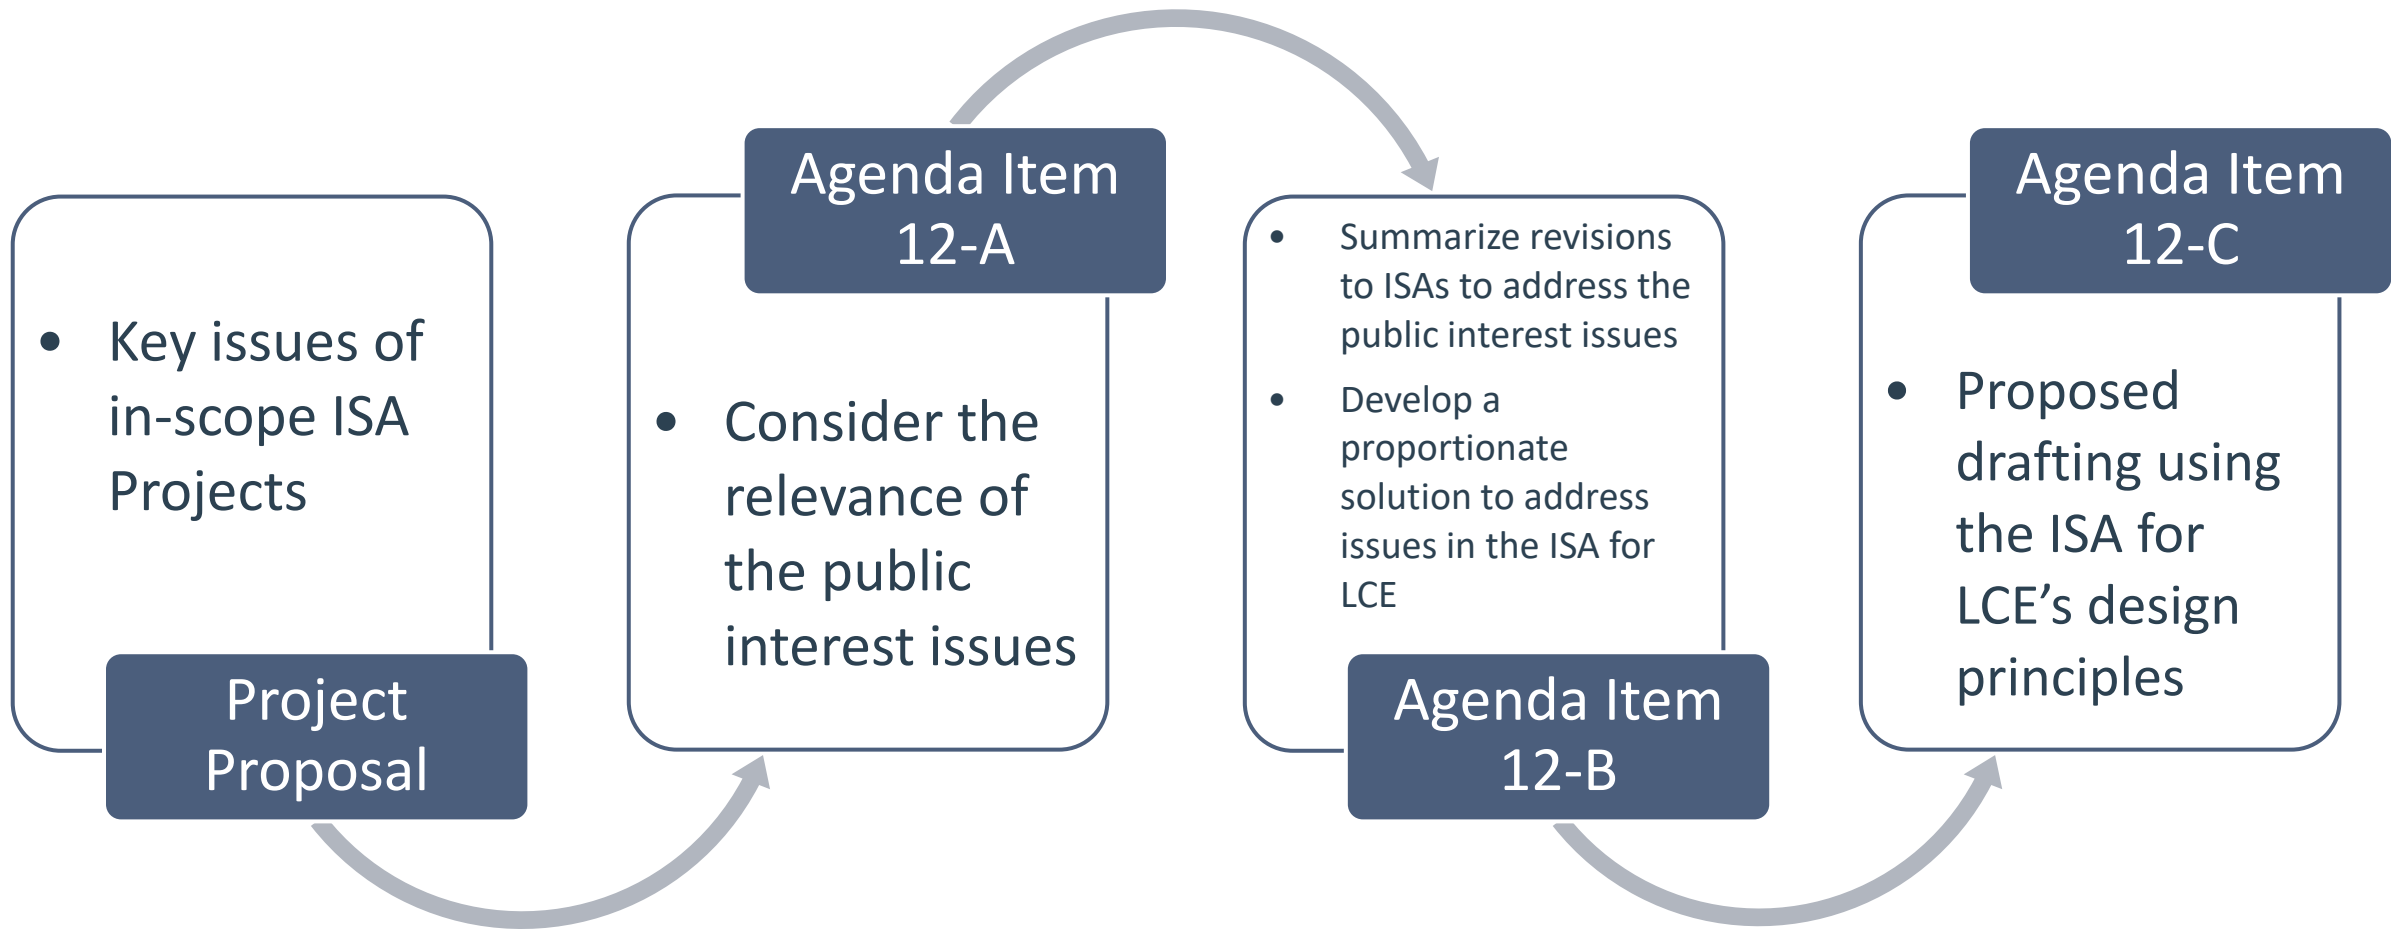 • Key issues of
in-scope ISA
Projects
Project
Proposal
Agenda Item
12-A
• Consider the
relevance of
the public
interest issues
• Summarize revisions
to ISAs to address the
public interest issues
• Develop a
proportionate
solution to address
issues in the ISA for
LCE
Agenda Item
12-B
Agenda Item
12-C
• Proposed
drafting using
the ISA for
LCE’s design
principles